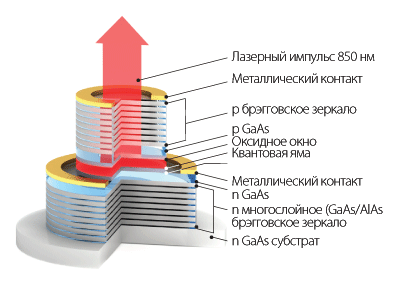 Лазерный импульс 850 нм
Металлический контакт
p брэгговское зеркало
p GaAs
Оксидное окно
Квантовая яма
Металлический контакт
n GaAs
n многослойное (GaAs/AlAs
брэгговское зеркало
n GaAs субстрат